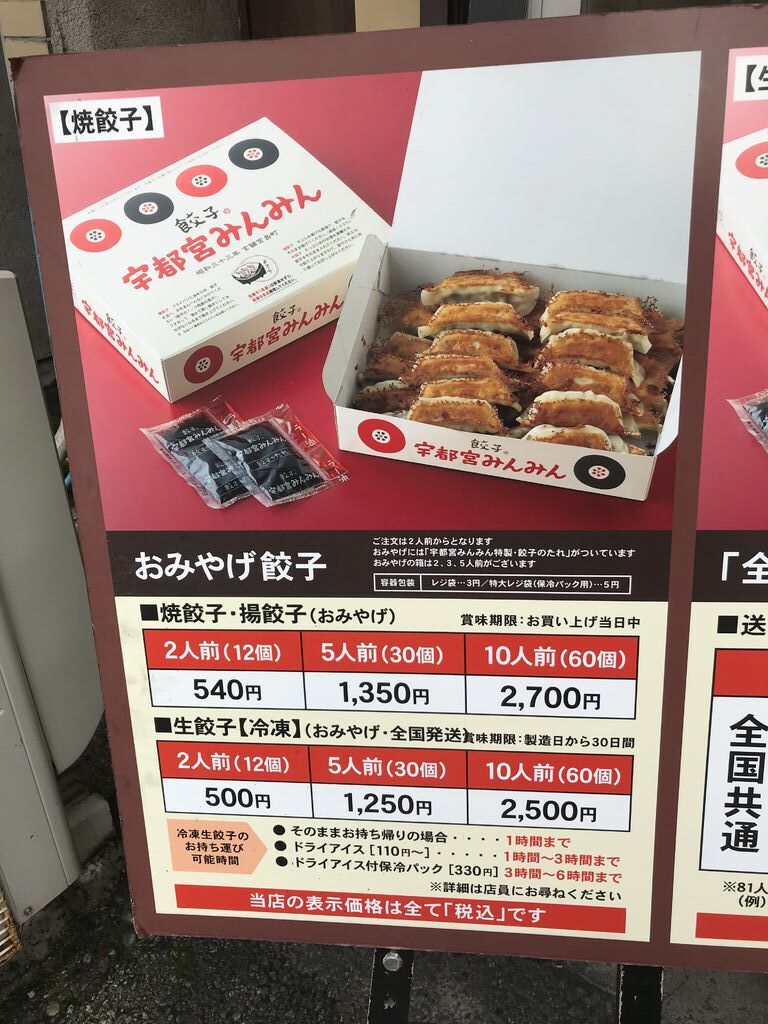 【焼餃子】
餃子
宇都宮みんみん
昭和三十三年 宮島町
餃子
宇都宮みんみん
餃子
宇都宮みんみん
おみやげ餃子
ご注文は2人前からとなります
おみやげには「宇都宮みんみん特製・餃子のたれ」がついています
おみやげの箱は2、3、5人前がございます
容器包装 レジ袋…3円/特大レジ袋(保冷パック用)…5円
■焼餃子・揚餃子(おみやげ) 賞味期限:お買い上げ当日中
2人前(12個) 5人前(30個) 10人前(60個)
540円 1,350円 2,700円
■生餃子【冷凍】(おみやげ・全国発送) 賞味期限:製造日から30日間
2人前(12個) 5人前(30個) 10人前(60個)
500円 1,250円 2,500円
冷凍生餃子の
お持ち運び
可能時間
● そのままお持ち帰りの場合・・・・1時間まで
● ドライアイス[110円~]・・・・・1時間~3時間まで
● ドライアイス付保冷パック[330円] 3時間~6時間まで
※詳細は店員にお尋ねください
当店の表示価格は全て「税込」です
【生
「全
■送
全国共通
※81人
(例)